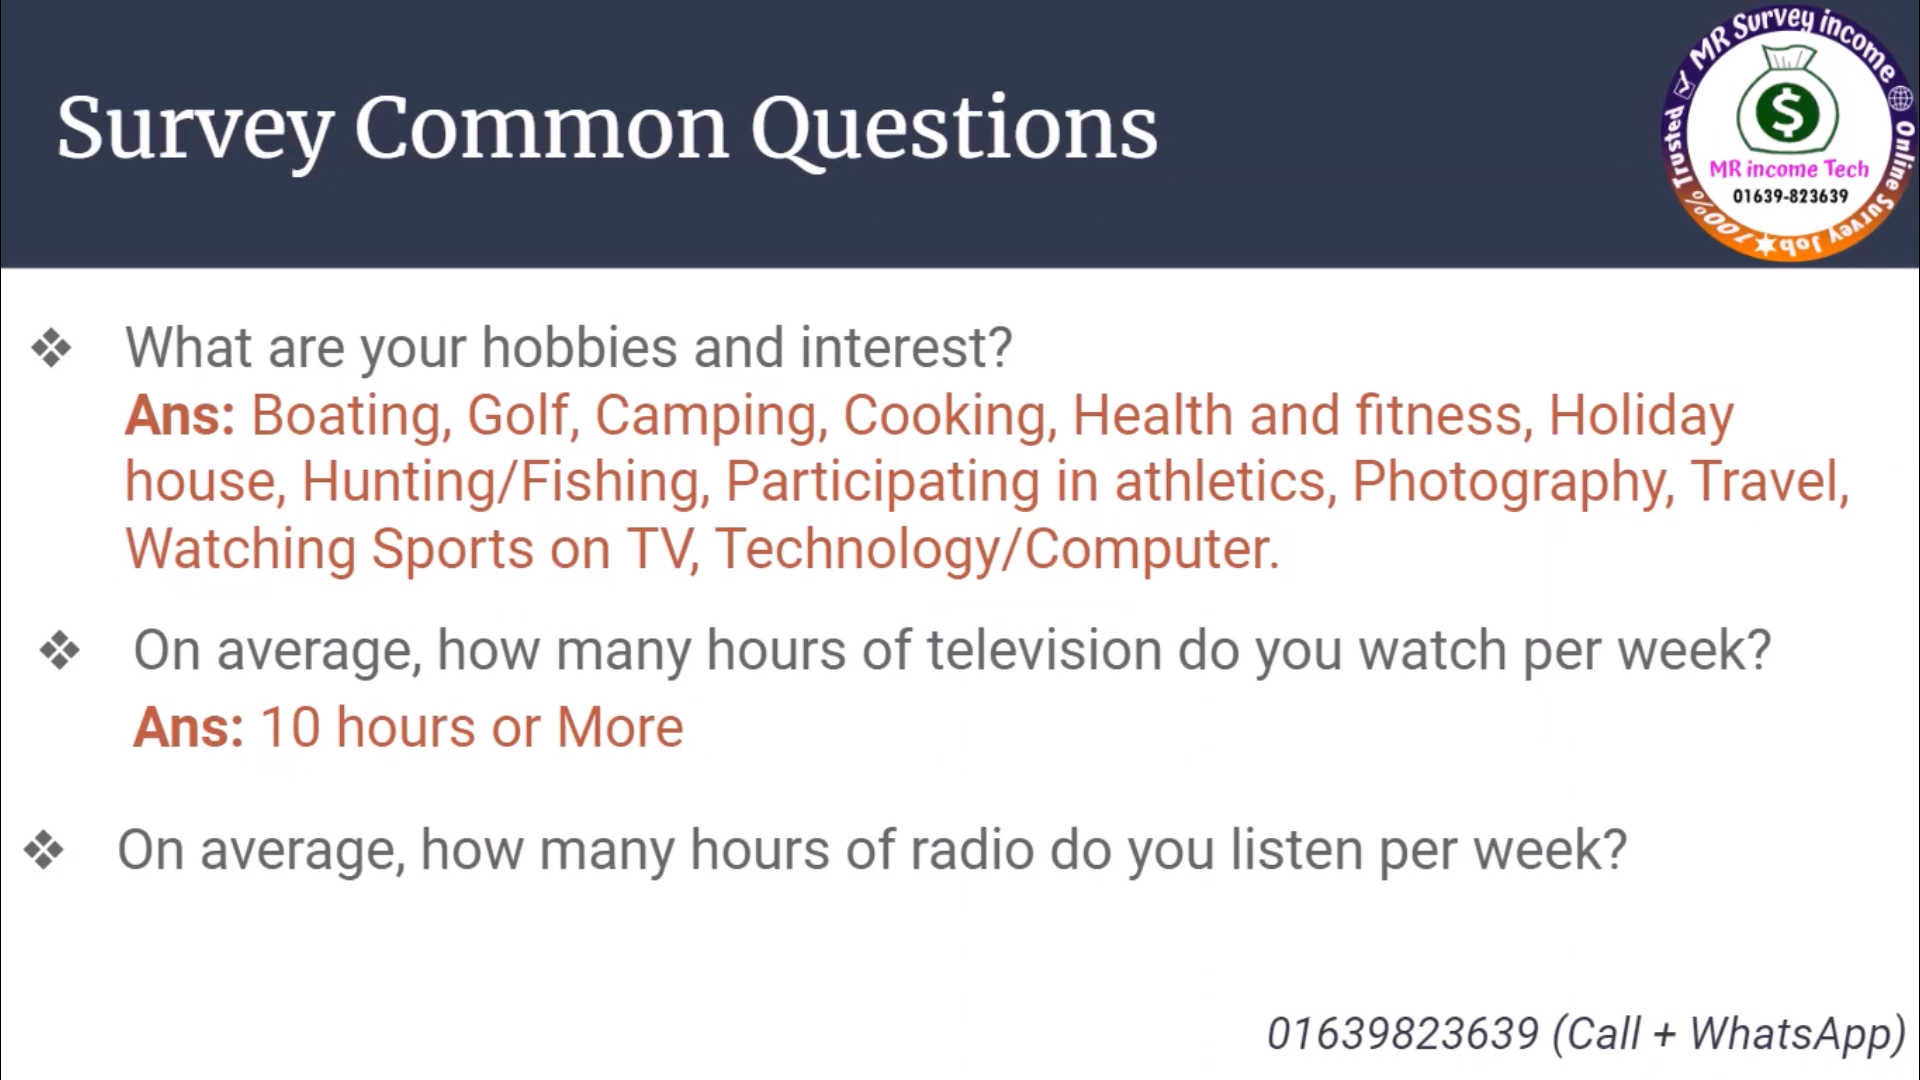 Survey Common Questions
MR Survey income
Online Survey Job
100% Trusted
$
MR income Tech
01639-823639
❖ What are your hobbies and interest?
Ans: Boating, Golf, Camping, Cooking, Health and fitness, Holiday
house, Hunting/Fishing, Participating in athletics, Photography, Travel,
Watching Sports on TV, Technology/Computer.
❖ On average, how many hours of television do you watch per week?
Ans: 10 hours or More
❖ On average, how many hours of radio do you listen per week?
01639823639 (Call + WhatsApp)